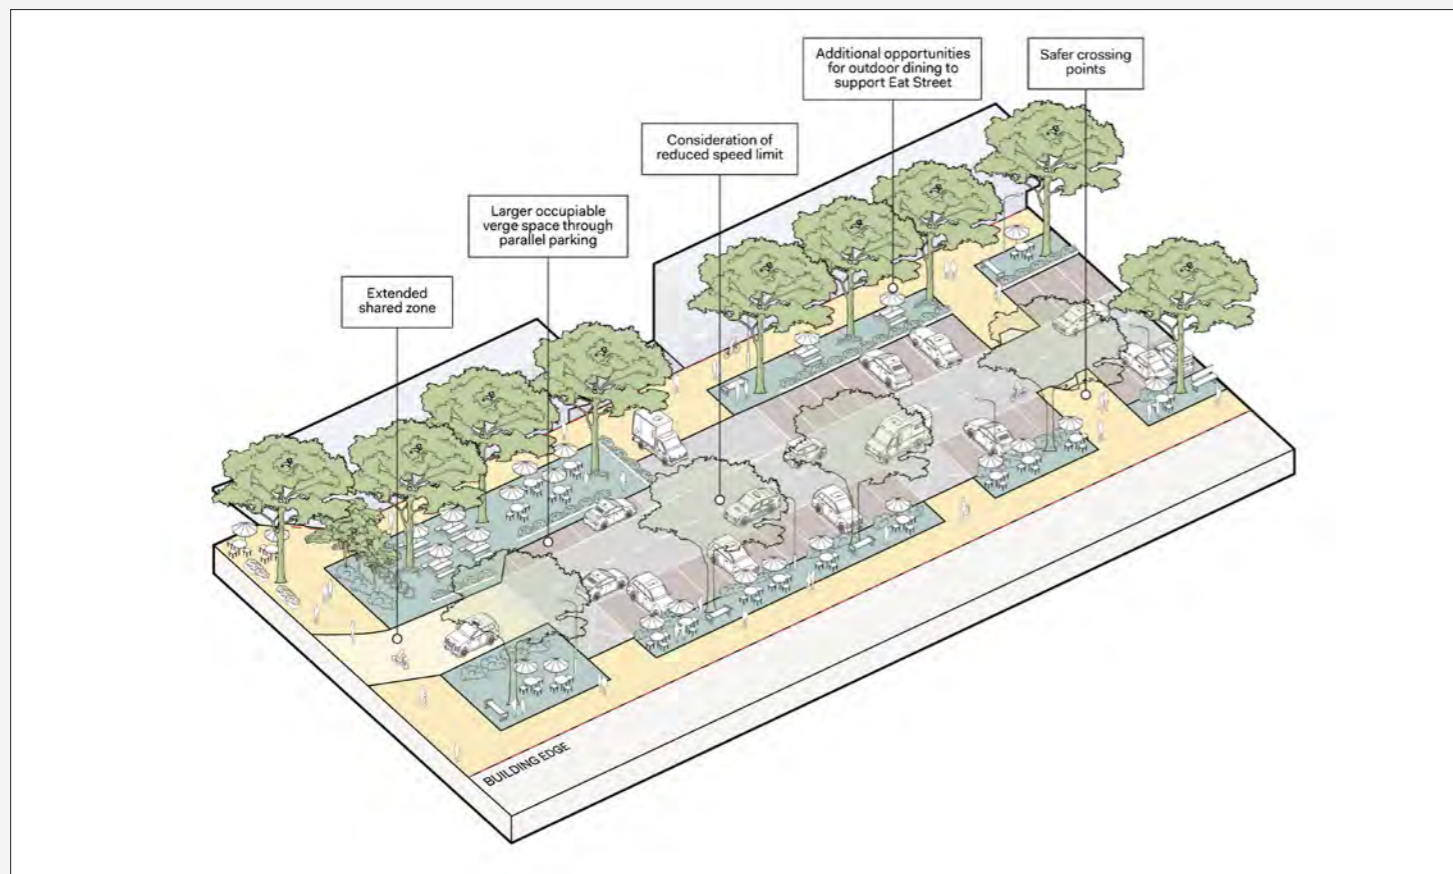 Additional opportunities
for outdoor dining to
support Eat Street
Safer crossing
points
Consideration of
reduced speed limit
Larger occupiable
verge space through
parallel parking
Extended
shared zone
BUILDING EDGE